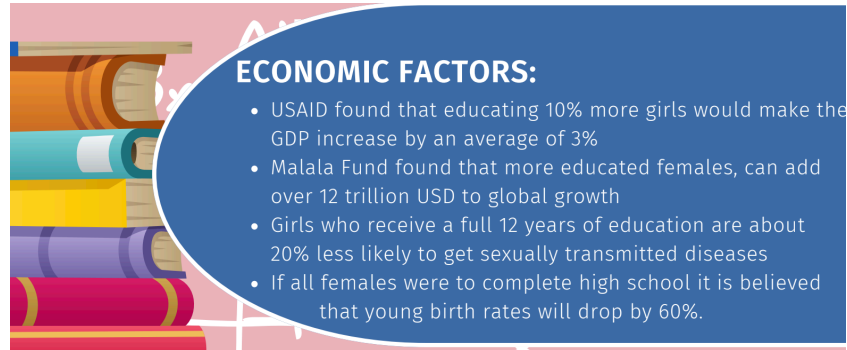 ECONOMIC FACTORS:
• USAID found that educating 10% more girls would make the
GDP increase by an average of 3%
• Malala Fund found that more educated females, can add
over 12 trillion USD to global growth
• Girls who receive a full 12 years of education are about
20% less likely to get sexually transmitted diseases
• If all females were to complete high school it is believed
that young birth rates will drop by 60%.